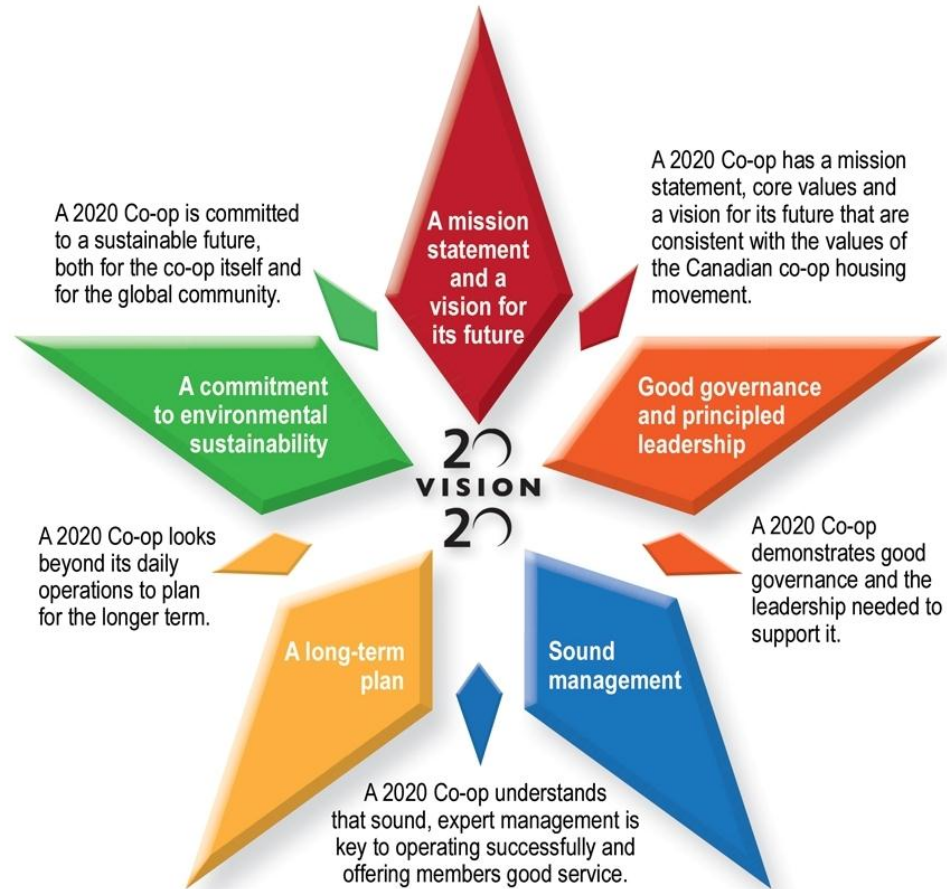 A mission
statement
and a
vision for
its future
A 2020 Co-op has a mission
statement, core values and
a vision for its future that are
consistent with the values of
the Canadian co-op housing
movement.
Good governance
and principled
leadership
A 2020 Co-op
demonstrates good
governance and the
leadership needed to
support it.
Sound
management
A 2020 Co-op understands
that sound, expert management is
key to operating successfully and
offering members good service.
A long-term
plan
A 2020 Co-op looks
beyond its daily
operations to plan
for the longer term.
A commitment
to environmental
sustainability
A 2020 Co-op is committed
to a sustainable future,
both for the co-op itself and
for the global community.
20
VISION
20